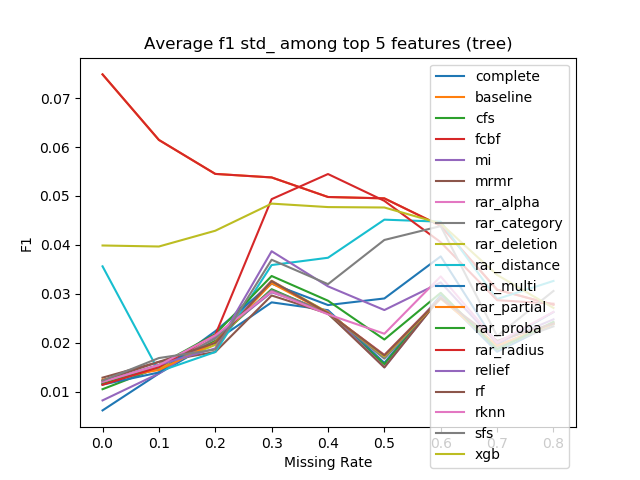 Average f1 std_ among top 5 features (tree)
F1
0.07
0.06
0.05
0.04
0.03
0.02
0.01
0.0 0.1 0.2 0.3 0.4 0.5 0.6 0.7 0.8
Missing Rate
complete
baseline
cfs
fcbf
mi
mrmr
rar_alpha
rar_category
rar_deletion
rar_distance
rar_multi
rar_partial
rar_proba
rar_radius
relief
rf
rknn
sfs
xgb